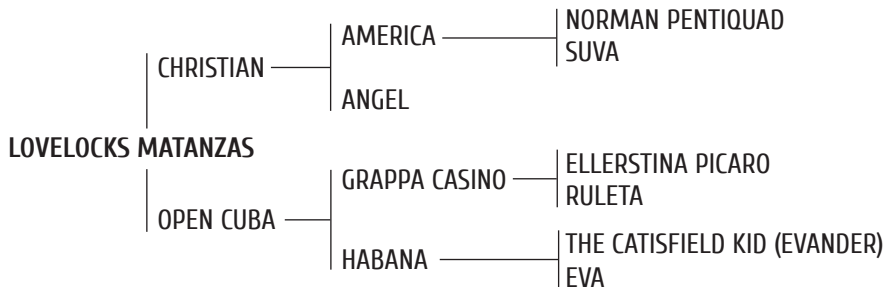 NORMAN PENTIQUAD
AMERICA
SUVA
CHRISTIAN
ANGEL
LOVELOCKS MATANZAS
ELLERSTINA PICARO
GRAPPA CASINO
RULETA
OPEN CUBA
THE CATISFIELD KID (EVANDER)
HABANA
EVA